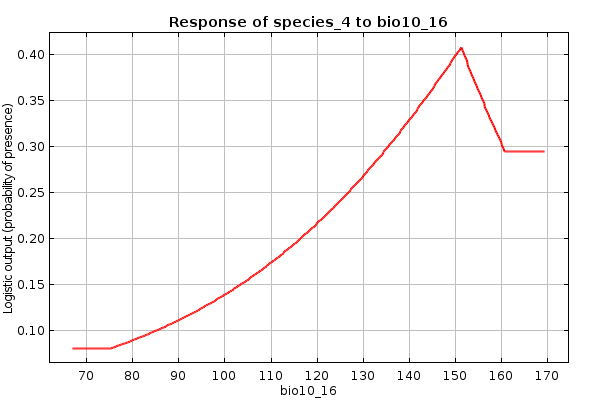 Response of species_4 to bio10_16
0.40
0.35
0.30
0.25
0.20
0.15
0.10
Logistic output (probability of presence)
70 80 90 100 110 120 130 140 150 160 170
bio10_16